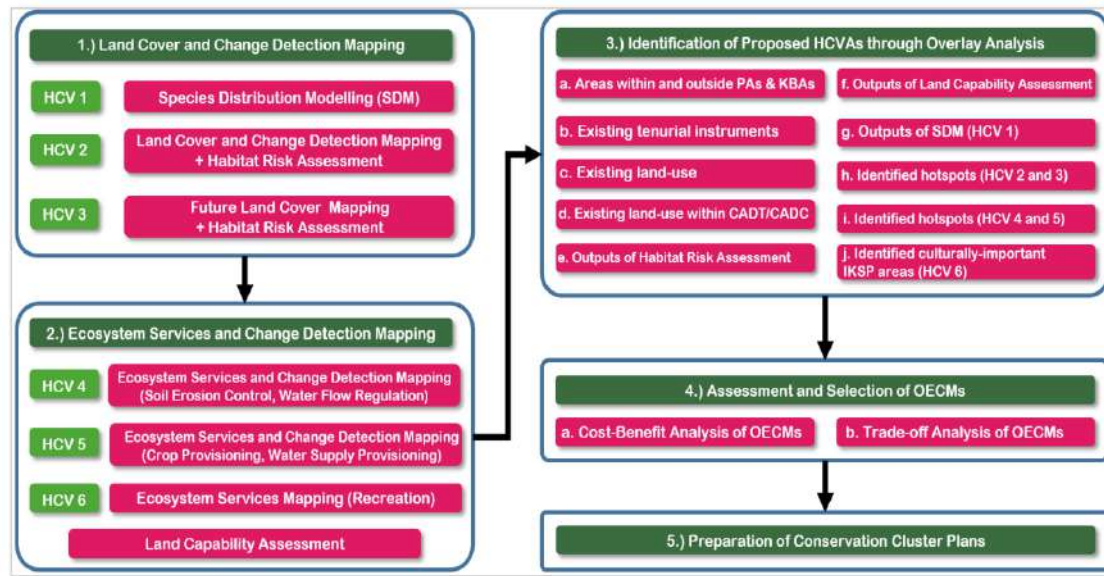 1.) Land Cover and Change Detection Mapping
HCV 1
Species Distribution Modelling (SDM)
HCV 2
Land Cover and Change Detection Mapping
+ Habitat Risk Assessment
HCV 3
Future Land Cover Mapping
+ Habitat Risk Assessment
2.) Ecosystem Services and Change Detection Mapping
HCV 4
Ecosystem Services and Change Detection Mapping
(Soil Erosion Control, Water Flow Regulation)
HCV 5
Ecosystem Services and Change Detection Mapping
(Crop Provisioning, Water Supply Provisioning)
HCV 6
Ecosystem Services Mapping (Recreation)
Land Capability Assessment
3.) Identification of Proposed HCVAs through Overlay Analysis
a. Areas within and outside PAs & KBAs
b. Existing tenurial instruments
c. Existing land-use
d. Existing land-use within CADT/CADC
e. Outputs of Habitat Risk Assessment
f. Outputs of Land Capability Assessment
g. Outputs of SDM (HCV 1)
h. Identified hotspots (HCV 2 and 3)
i. Identified hotspots (HCV 4 and 5)
j. Identified culturally-important
IKSP areas (HCV 6)
4.) Assessment and Selection of OECMs
a. Cost-Benefit Analysis of OECMs
b. Trade-off Analysis of OECMs
5.) Preparation of Conservation Cluster Plans